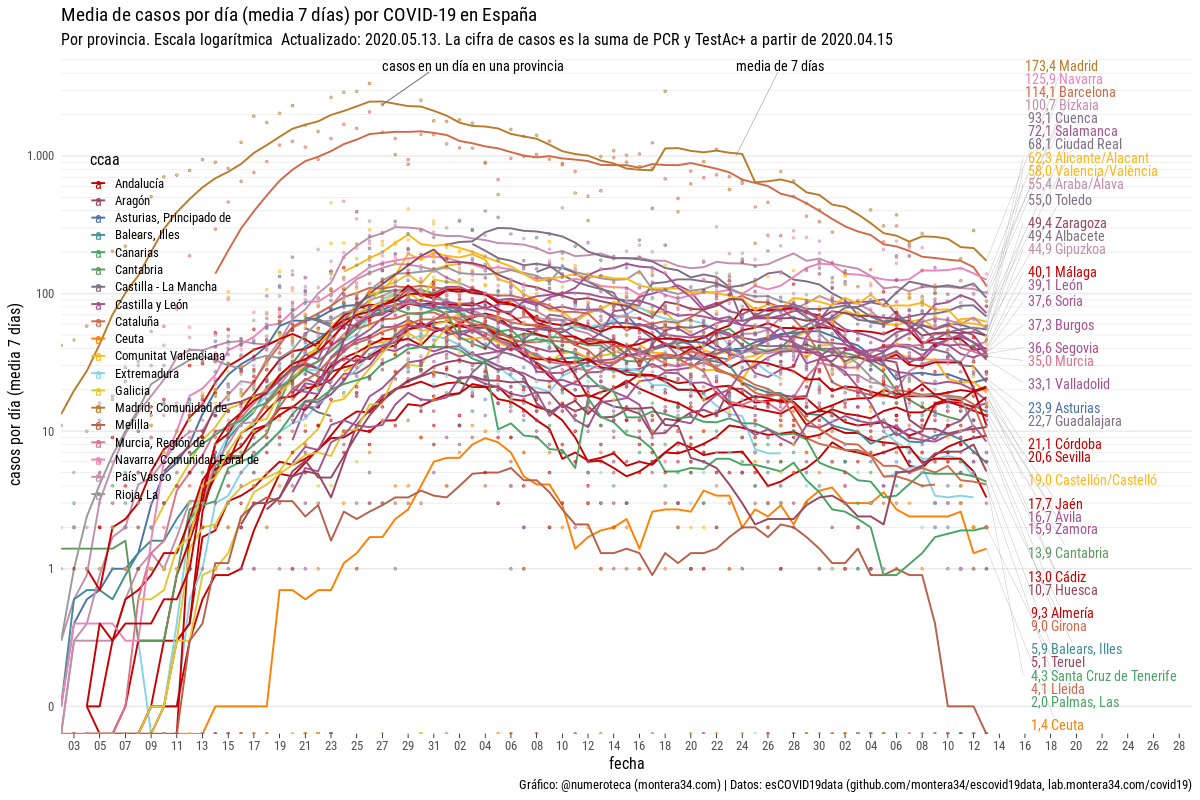 Media de casos por día (media 7 días) por COVID-19 en España
Por provincia. Escala logarítmica  Actualizado: 2020.05.13. La cifra de casos es la suma de PCR y TestAc+ a partir de 2020.04.15
casos en un día en una provincia
media de 7 días
casos por día (media 7 días)
1.000
100
10
1
0
ccaa
Andalucía
Aragón
Asturias, Principado de
Balears, Illes
Canarias
Cantabria
Castilla - La Mancha
Castilla y León
Cataluña
Ceuta
Comunitat Valenciana
Extremadura
Galicia
Madrid, Comunidad de
Melilla
Murcia, Región de
Navarra, Comunidad Foral de
País Vasco
Rioja, La
173,4 Madrid
125,9 Navarra
114,1 Barcelona
100,7 Bizkaia
93,1 Cuenca
72,1 Salamanca
68,1 Ciudad Real
62,3 Alicante/Alacant
58,0 Valencia/València
55,4 Araba/Álava
55,0 Toledo
49,4 Zaragoza
49,4 Albacete
44,9 Gipuzkoa
40,1 Málaga
39,1 León
37,6 Soria
37,3 Burgos
36,6 Segovia
35,0 Murcia
33,1 Valladolid
23,9 Asturias
22,7 Guadalajara
21,1 Córdoba
20,6 Sevilla
19,0 Castellón/Castelló
17,7 Jaén
16,7 Ávila
15,9 Zamora
13,9 Cantabria
13,0 Cádiz
10,7 Huesca
9,3 Almería
9,0 Girona
5,9 Balears, Illes
5,1 Teruel
4,3 Santa Cruz de Tenerife
4,1 Lleida
2,0 Palmas, Las
1,4 Ceuta
03 05 07 09 11 13 15 17 19 21 23 25 27 29 31 02 04 06 08 10 12 14 16 18 20 22 24 26 28 30 02 04 06 08 10 12 14 16 18 20 22 24 26 28
fecha
Gráfico: @numeroteca (montera34.com) | Datos: esCOVID19data (github.com/montera34/escovid19data, lab.montera34.com/covid19)